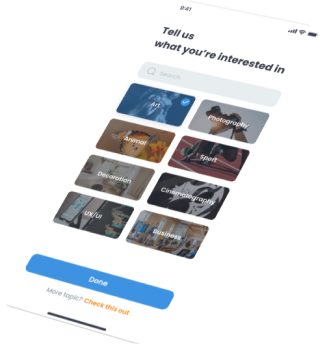 9:41
Tell us
what you're interested in
Search
Art
Photography
Animal
Sport
Decoration
Cinematography
UX/UI
Business
Done
More topic? Check this out